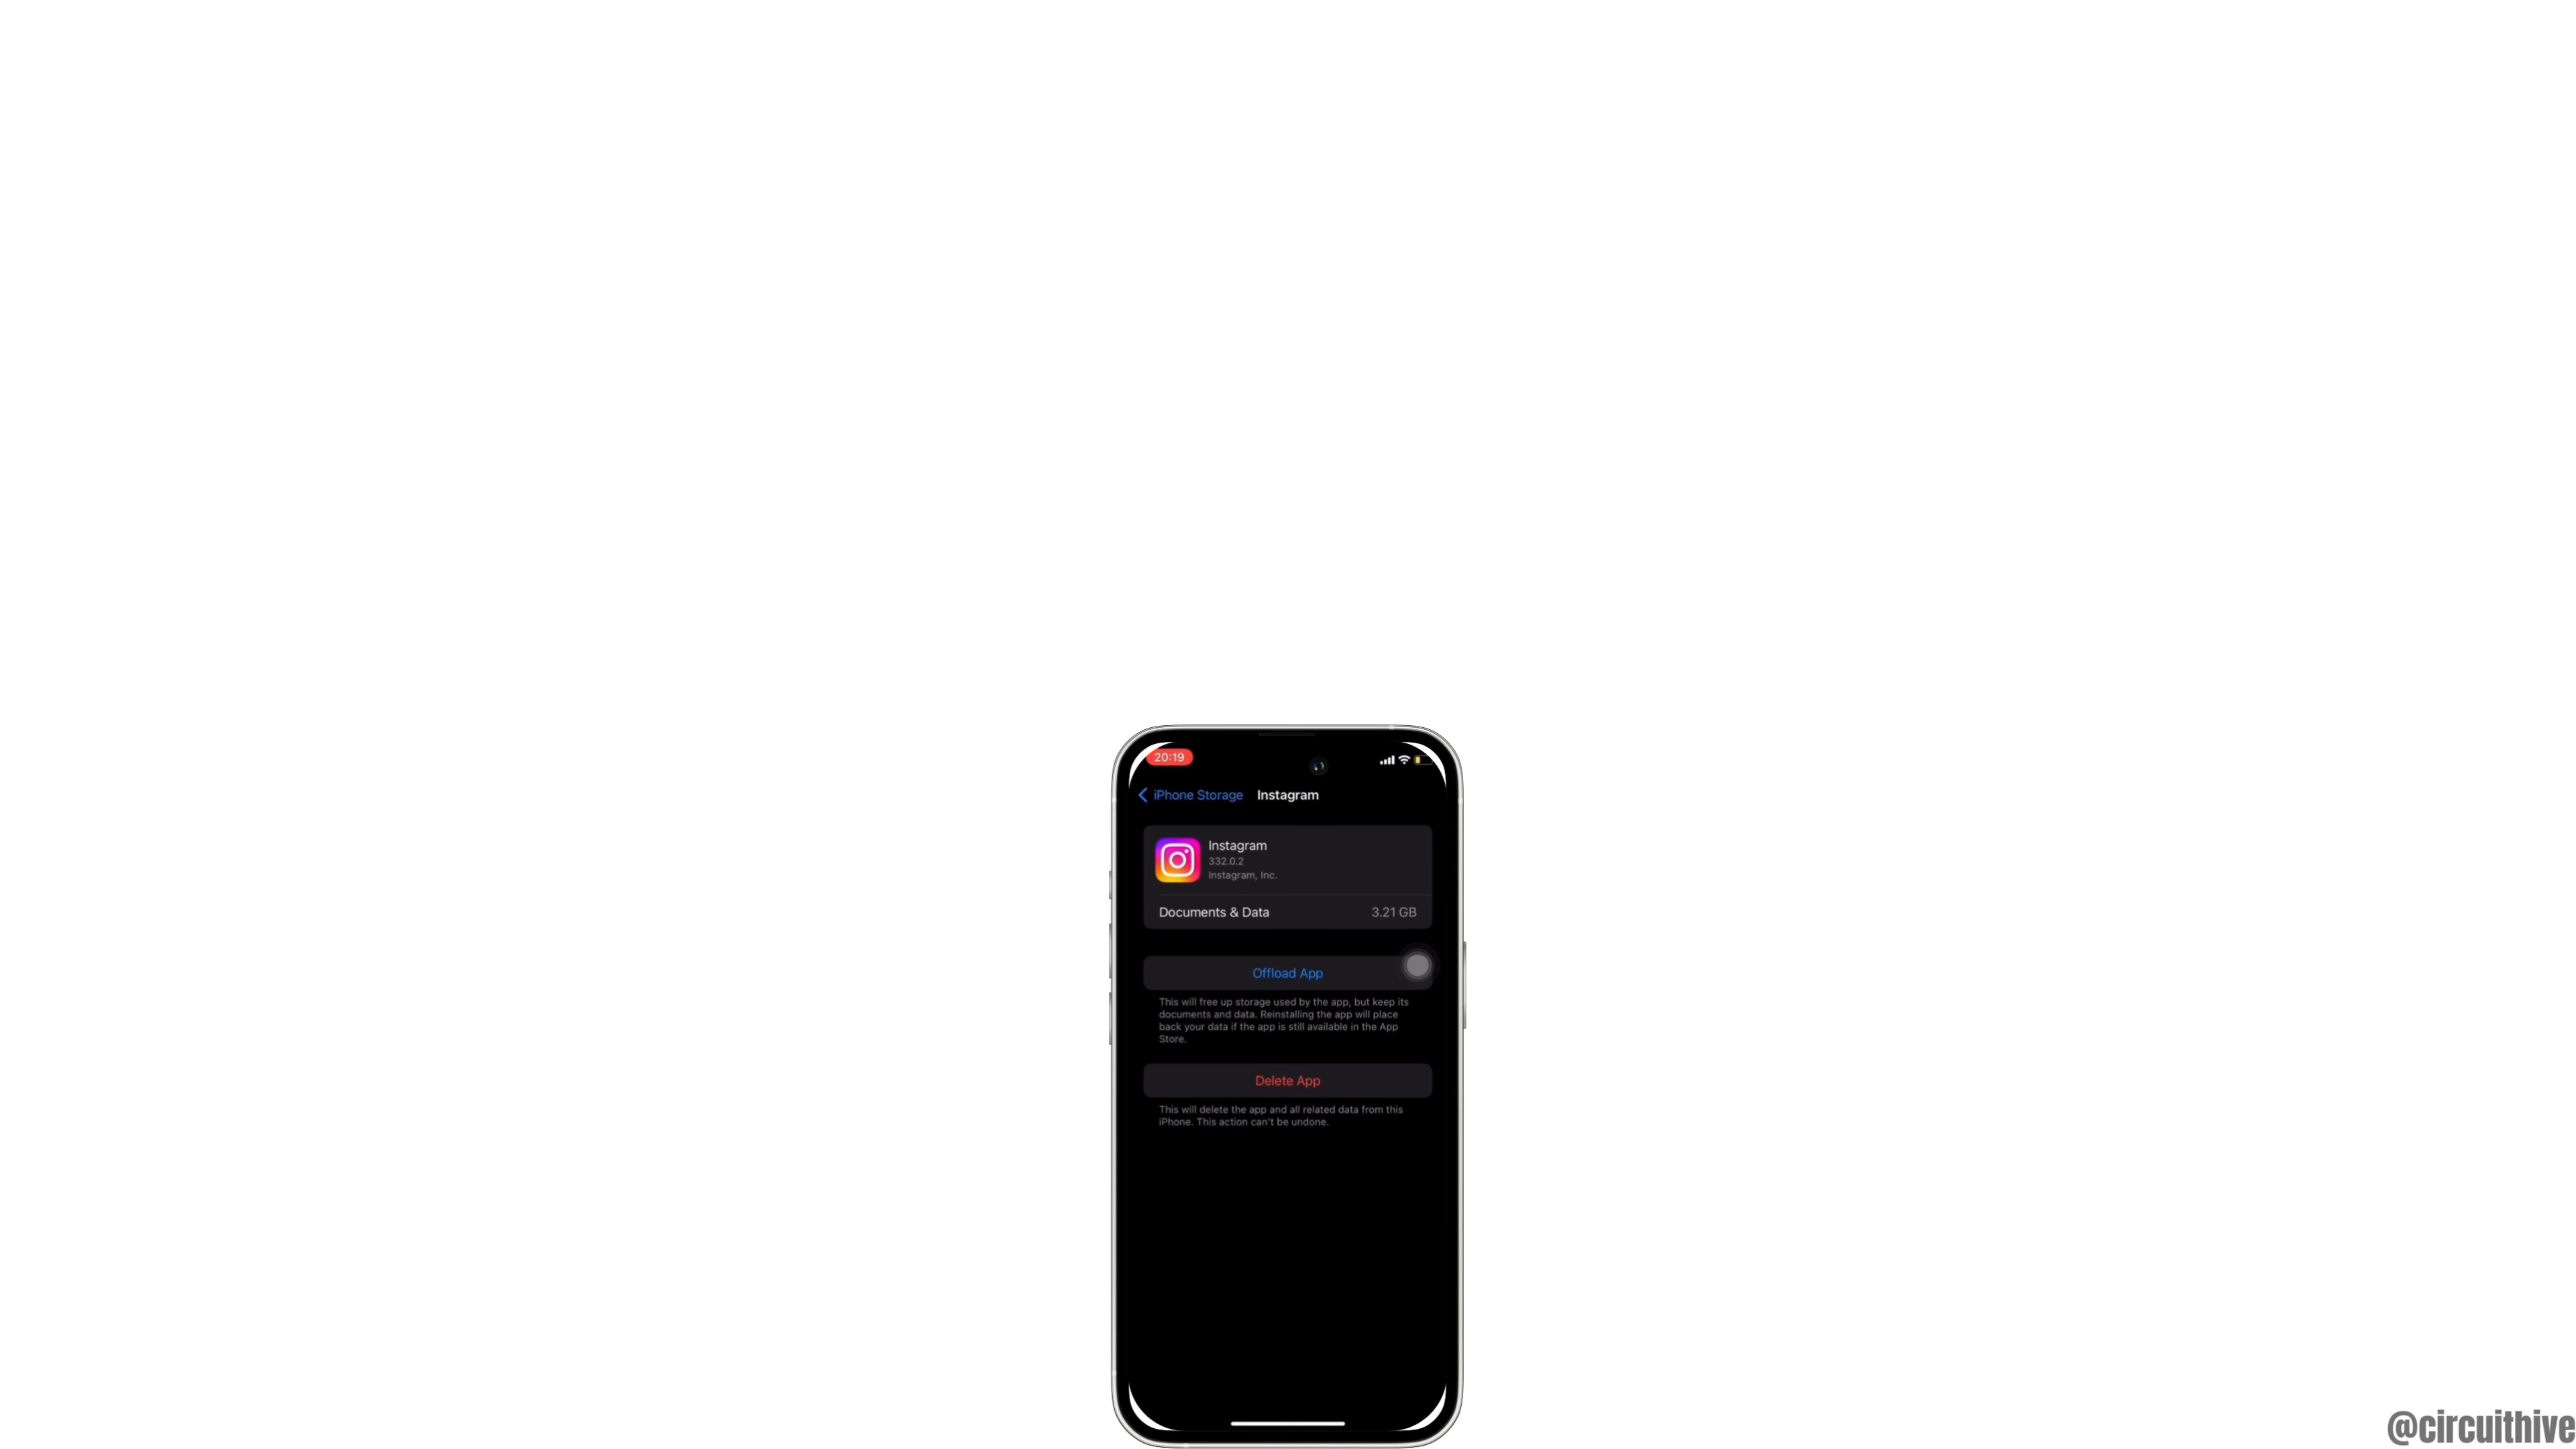 20:19
iPhone Storage Instagram
Instagram
332.0.2
Instagram, Inc.
Documents & Data 3.21 GB
Offload App
This will free up storage used by the app, but keep its
documents and data. Reinstalling the app will place
back your data if the app is still available in the App
Store.
Delete App
This will delete the app and all related data from this
iPhone. This action can't be undone.
@circuithive